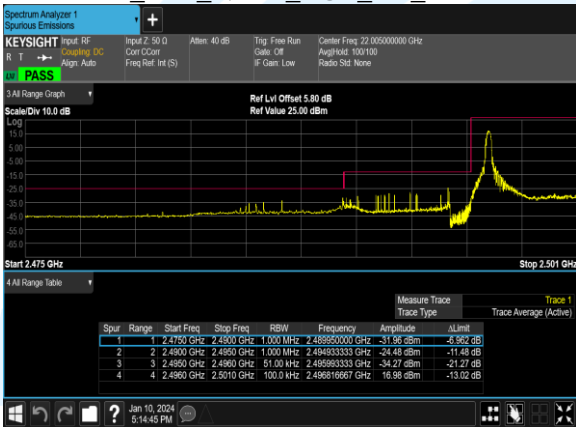 Spectrum Analyzer 1
Spurious Emissions
+
KEYSIGHT Input: RF Input Z: 50 Ω Atten: 40 dB Trig: Free Run Center Freq: 22.005000000 GHz
R T Coupling: DC Corr CCorr Gate: Off Avg|Hold: 100/100
Align: Auto Freq Ref: Int (S) IF Gain: Low Radio Std: None
PASS
3 All Range Graph
Ref Lvl Offset 5.80 dB
Scale/Div 10.0 dB Ref Value 25.00 dBm
Log
15.0
5.00
-5.00
-15.0
-25.0
-35.0
-45.0
-55.0
-65.0
Start 2.475 GHz Stop 2.501 GHz
4 All Range Table
Measure Trace Trace 1
Trace Type Trace Average (Active)
Spur Range Start Freq Stop Freq RBW Frequency Amplitude ΔLimit
1 1 2.4750 GHz 2.4900 GHz 1.000 MHz 2.489950000 GHz -31.96 dBm -6.962 dB
2 2 2.4900 GHz 2.4950 GHz 1.000 MHz 2.494933333 GHz -24.48 dBm -11.48 dB
3 3 2.4950 GHz 2.4960 GHz 51.00 kHz 2.495993333 GHz -34.27 dBm -21.27 dB
4 4 2.4960 GHz 2.5010 GHz 100.0 kHz 2.496816667 GHz 16.98 dBm -13.02 dB
? Jan 10, 2024
5:14:45 PM